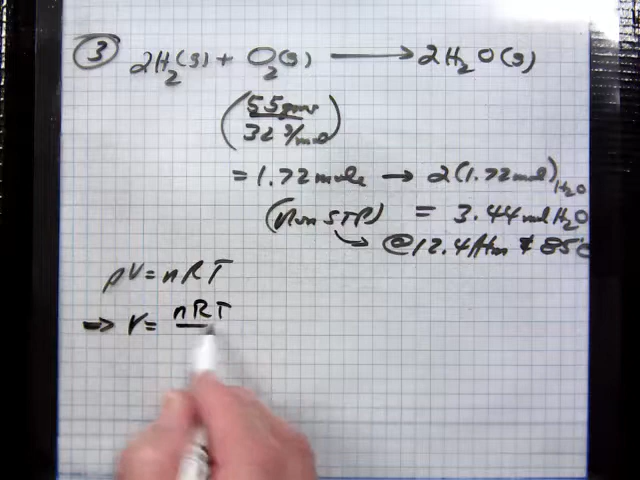 ③ 2H₂(g) + O₂(g) ⟶ 2H₂O(g)
(55 gms / 32 g/mol)
= 1.72 mole → 2(1.72 mol) H₂O
(Non STP) = 3.44 mol H₂O
→ @12.4 Atm & 85°
PV = nRT
⇒ V = nRT